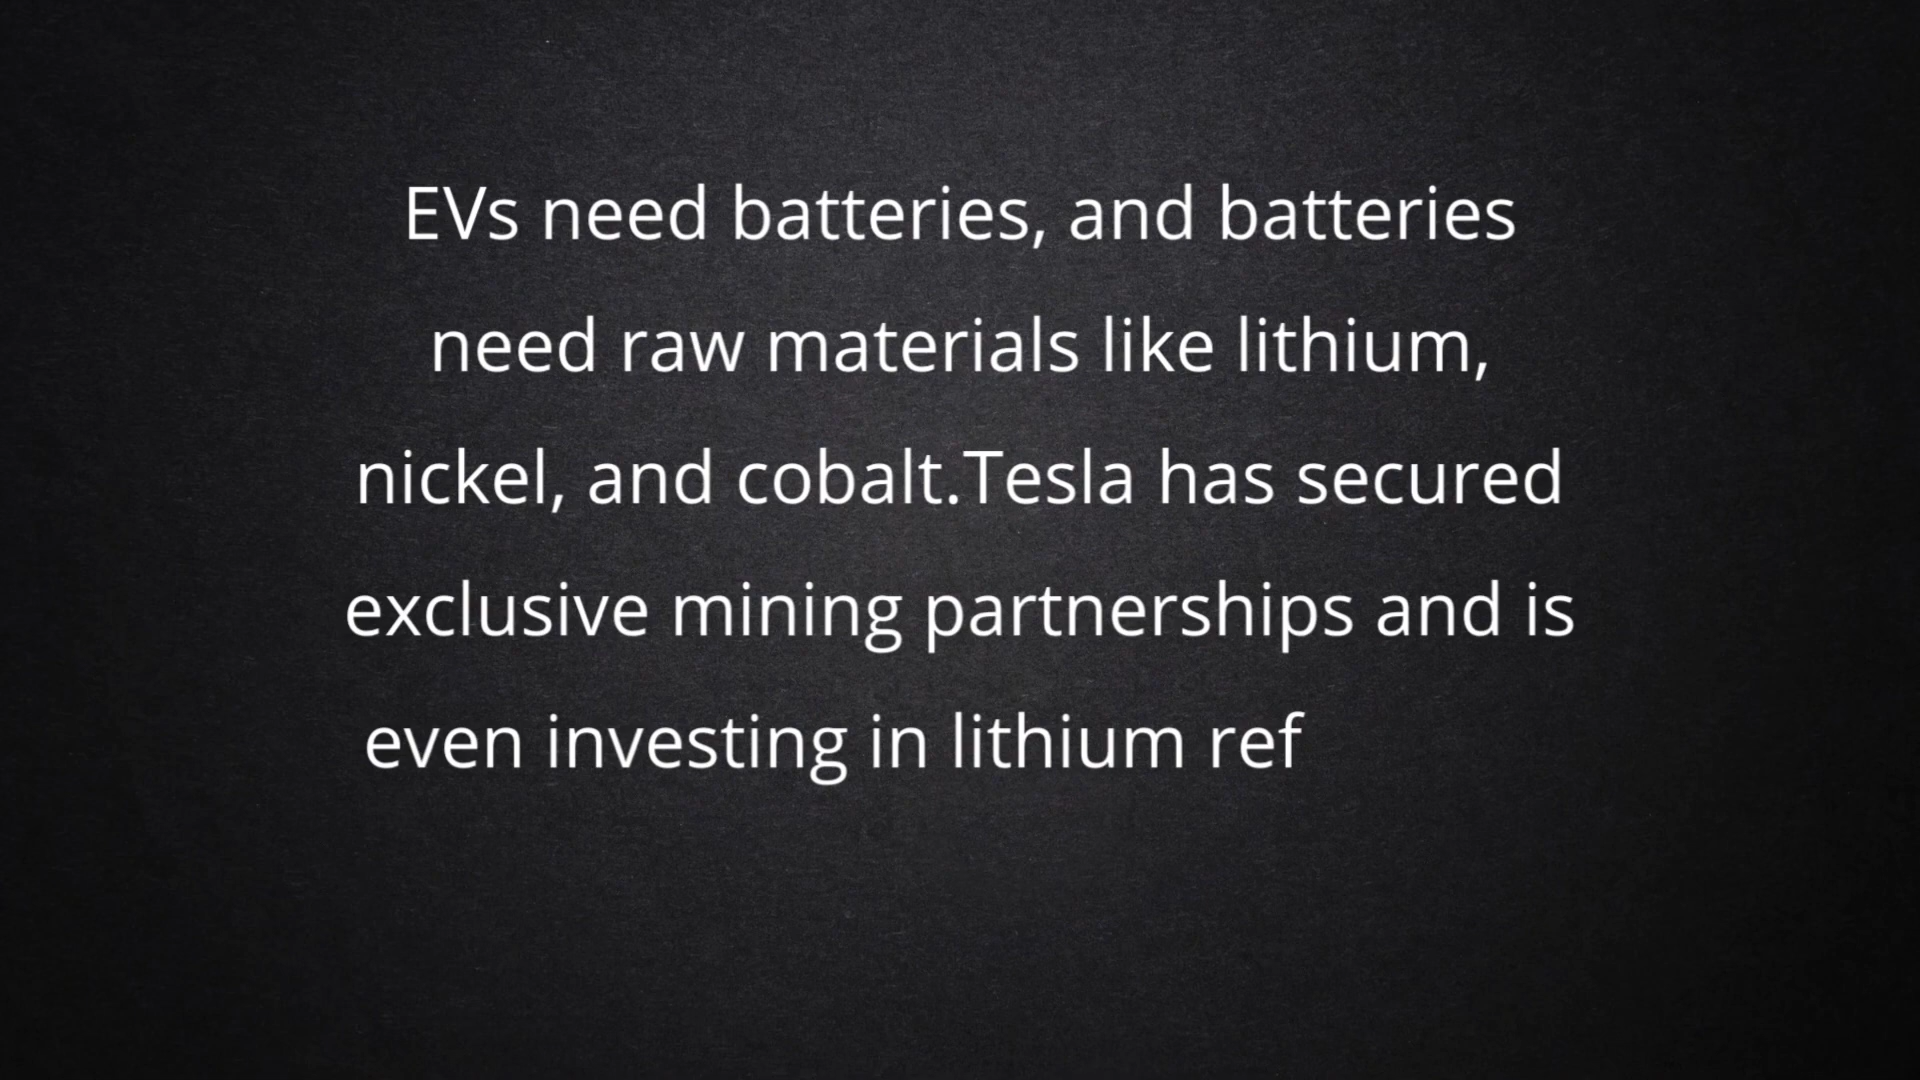 EVs need batteries, and batteries
need raw materials like lithium,
nickel, and cobalt.Tesla has secured
exclusive mining partnerships and is
even investing in lithium ref